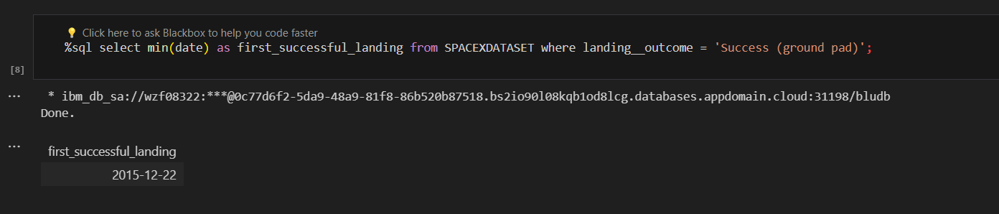 💡 Click here to ask Blackbox to help you code faster
%sql select min(date) as first_successful_landing from SPACEXDATASET where landing__outcome = 'Success (ground pad)';
[8]
... * ibm_db_sa://wzf08322:***@0c77d6f2-5da9-48a9-81f8-86b520b87518.bs2io90l08kqb1od8lcg.databases.appdomain.cloud:31198/bludb
Done.
... first_successful_landing
2015-12-22